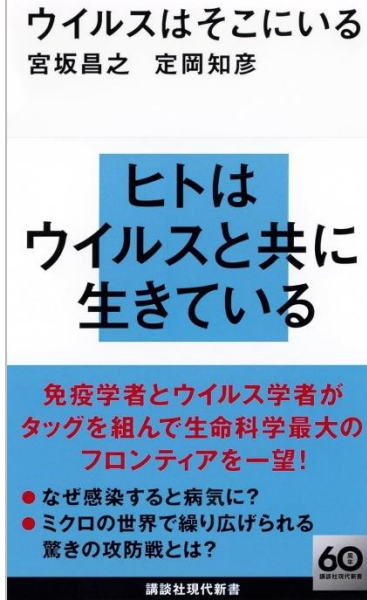 ウイルスはそこにいる
宮坂昌之 定岡知彦
ヒトは
ウイルスと共に
生きている
免疫学者とウイルス学者が
タッグを組んで生命科学最大の
フロンティアを一望!
● なぜ感染すると病気に?
● ミクロの世界で繰り広げられる
驚きの攻防戦とは?
60周年
講談社現代新書
講談社現代新書